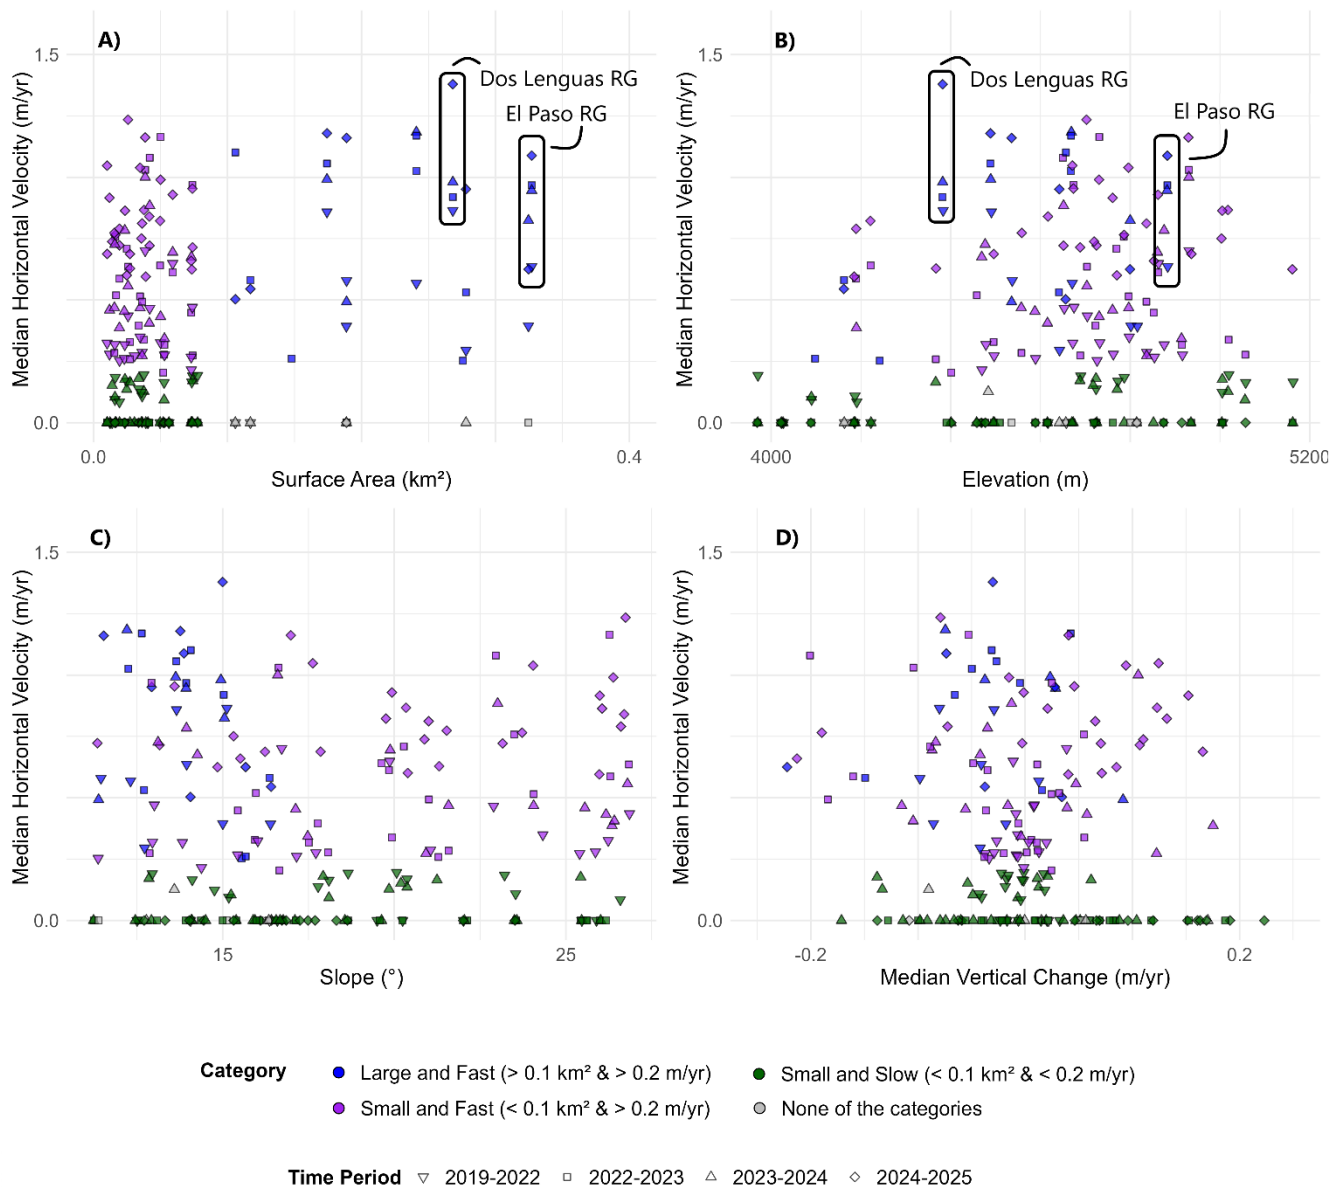 A)
B)
1.5
1.5
Dos Lenguas RG
Dos Lenguas RG
El Paso RG
El Paso RG
Median Horizontal Velocity (m/yr)
Median Horizontal Velocity (m/yr)
0.0
0.0
0.0
0.4
4000
5200
Surface Area (km²)
Elevation (m)
C)
D)
1.5
1.5
Median Horizontal Velocity (m/yr)
Median Horizontal Velocity (m/yr)
0.0
0.0
15
25
-0.2
0.2
Slope (°)
Median Vertical Change (m/yr)
Category
Large and Fast (> 0.1 km² & > 0.2 m/yr)
Small and Slow (< 0.1 km² & < 0.2 m/yr)
Small and Fast (< 0.1 km² & > 0.2 m/yr)
None of the categories
Time Period
2019-2022
2022-2023
2023-2024
2024-2025